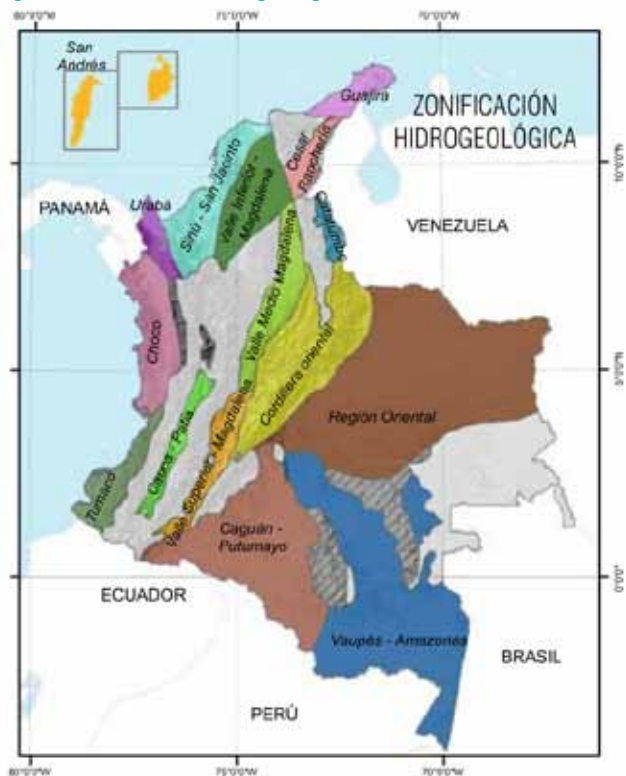 80°0'0"W
75°0'0"W
70°0'0"W
San
Andrés
Guajira
ZONIFICACIÓN
HIDROGEOLÓGICA
10°0'0"N
Cesar
Ranchería
PANAMÁ
Urabá
Sinú - San Jacinto
Valle Inferior -
Magdalena
Catatumbo
VENEZUELA
Choco
Valle Medio Magdalena
Cordillera oriental
5°0'0"N
Región Oriental
Cauca - Patía
Valle Superior - Magdalena
Tumaco
Caguán -
Putumayo
0°0'0"
ECUADOR
Vaupés - Amazonas
BRASIL
PERÚ
80°0'0"W
75°0'0"W
70°0'0"W